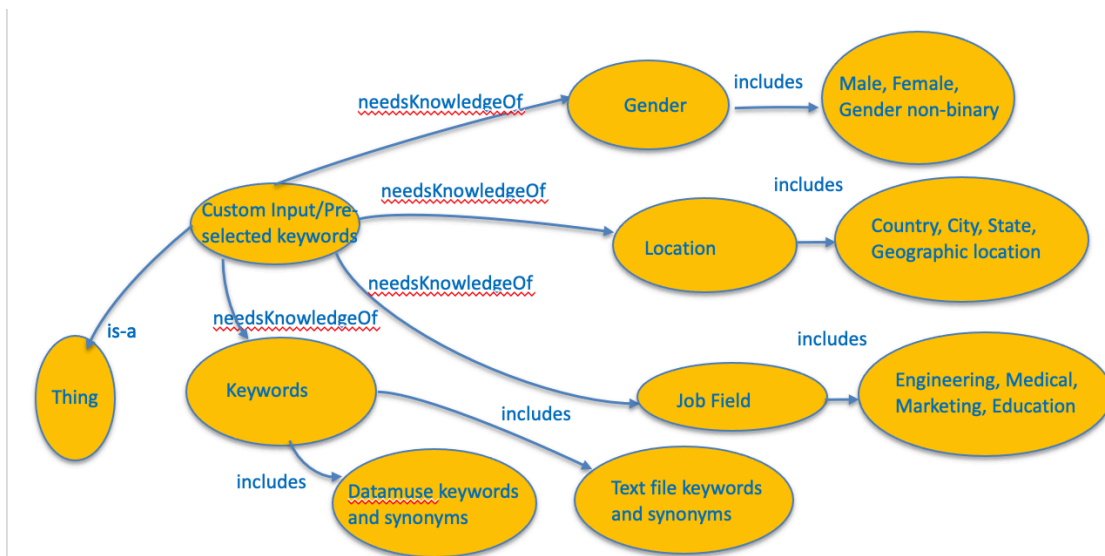 includes
Male, Female,
Gender non-binary
Gender
needsKnowledgeOf
Custom Input/Pre-
selected keywords
needsKnowledgeOf
includes
Country, City, State,
Geographic location
Location
needsKnowledgeOf
needsKnowledgeOf
is-a
Thing
Keywords
includes
Engineering, Medical,
Marketing, Education
Job Field
includes
includes
Datamuse keywords
and synonyms
Text file keywords
and synonyms